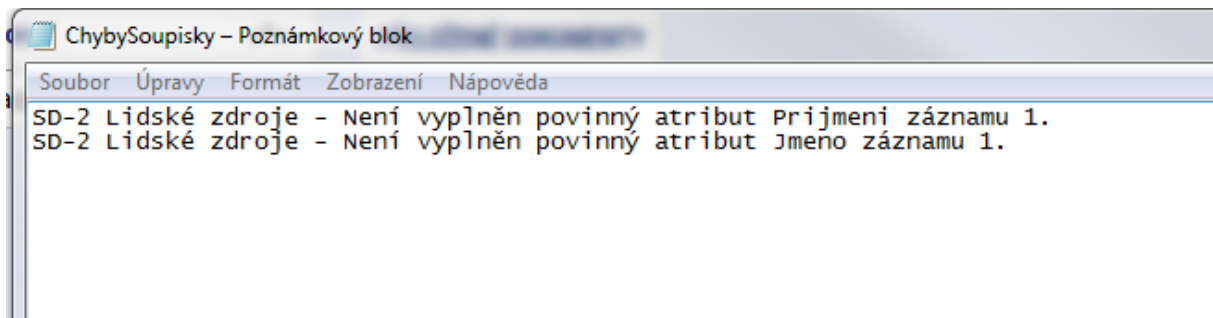 ChybySoupisky – Poznámkový blok
Soubor Úpravy Formát Zobrazení Nápověda
SD-2 Lidské zdroje - Není vyplněn povinný atribut Prijmeni záznamu 1.
SD-2 Lidské zdroje - Není vyplněn povinný atribut Jmeno záznamu 1.